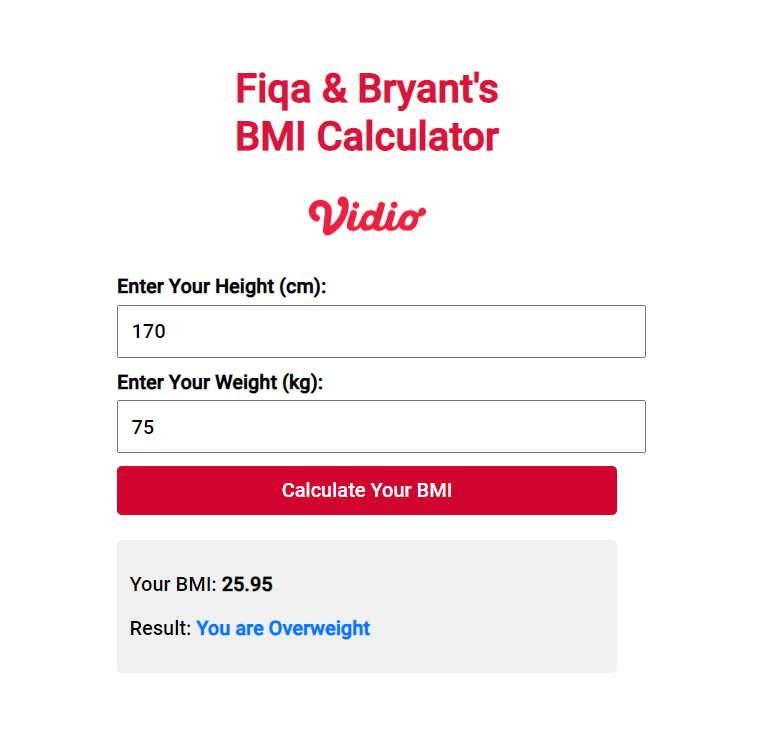 Fiqa & Bryant's
BMI Calculator
Vidio
Enter Your Height (cm):
170
Enter Your Weight (kg):
75
Calculate Your BMI
Your BMI: 25.95
Result: You are Overweight